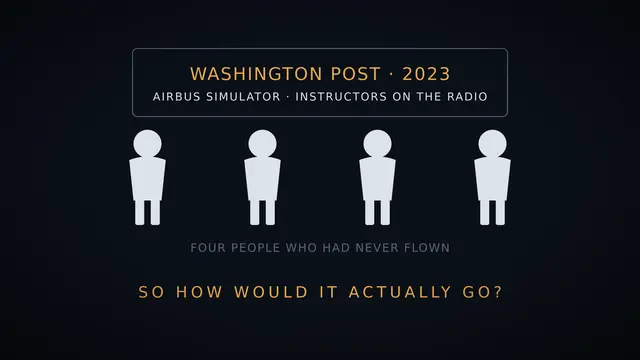 WASHINGTON POST · 2023
AIRBUS SIMULATOR · INSTRUCTORS ON THE RADIO
FOUR PEOPLE WHO HAD NEVER FLOWN
SO HOW WOULD IT ACTUALLY GO?